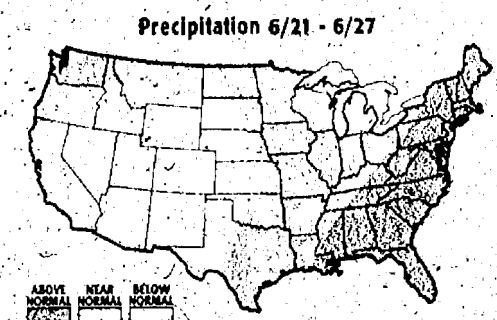 Precipitation 6/21 - 6/27
ABOVE NORMAL NEAR NORMAL BELOW NORMAL